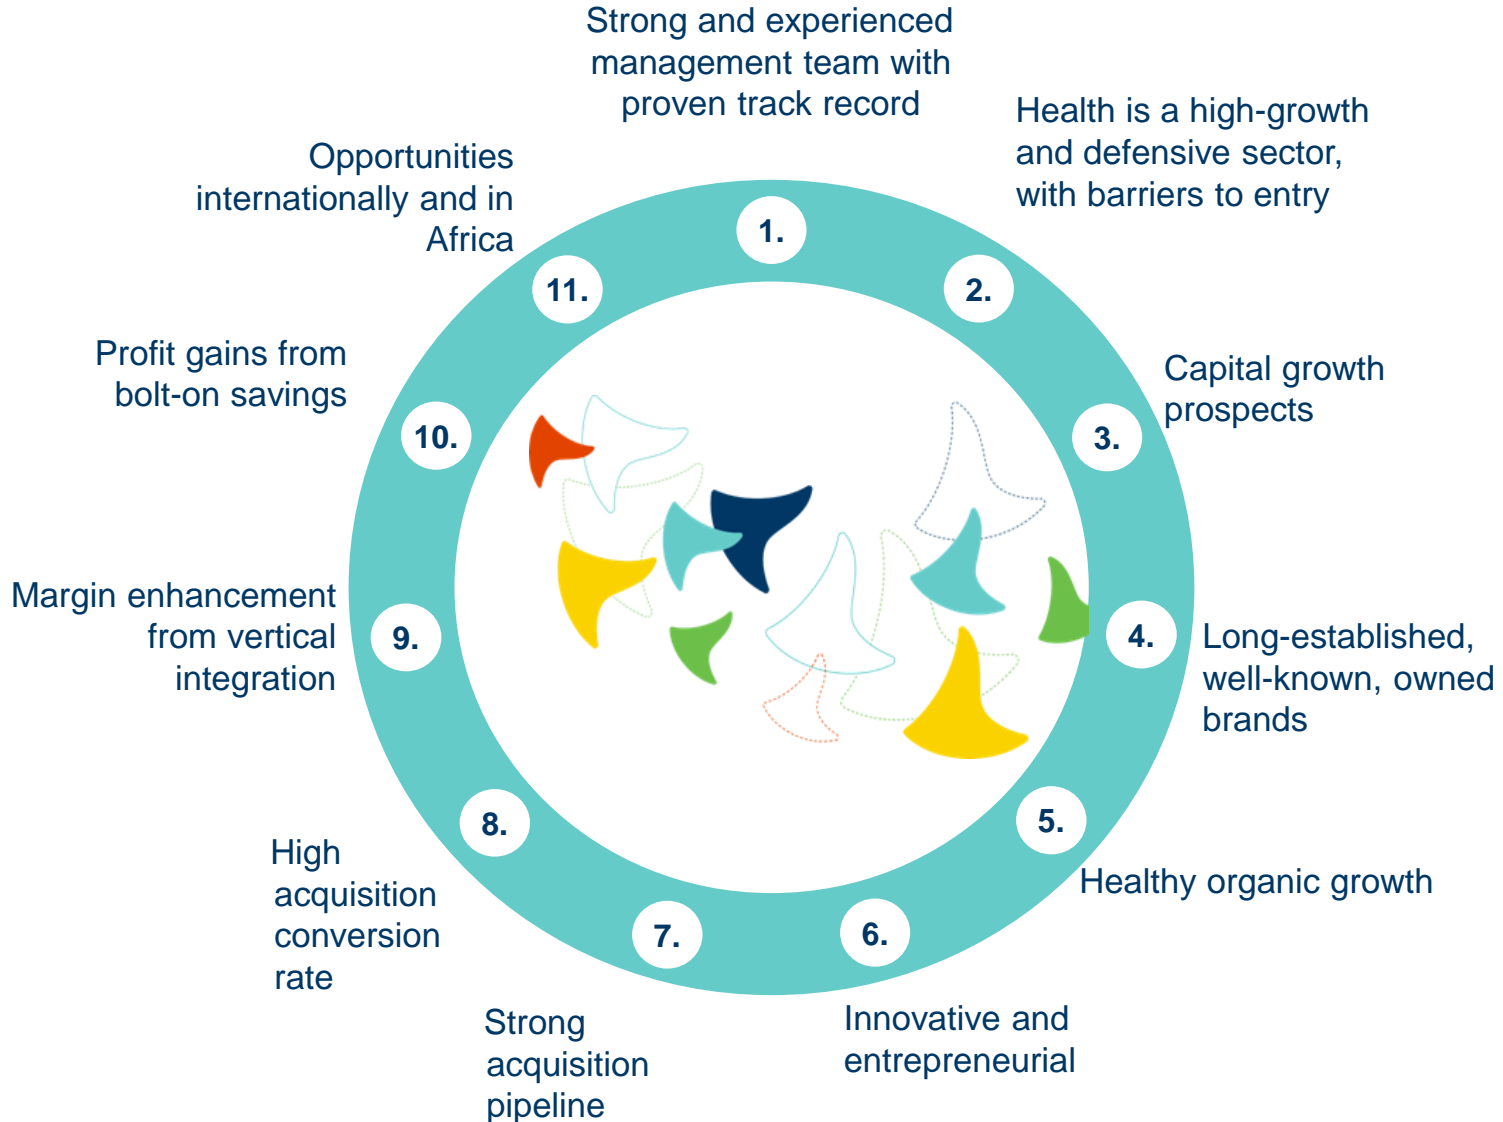 1.
Strong and experienced
management team with
proven track record
2.
Health is a high-growth
and defensive sector,
with barriers to entry
3.
Capital growth
prospects
4.
Long-established,
well-known, owned
brands
5.
Healthy organic growth
6.
Innovative and
entrepreneurial
7.
Strong
acquisition
pipeline
8.
High
acquisition
conversion
rate
9.
Margin enhancement
from vertical
integration
10.
Profit gains from
bolt-on savings
11.
Opportunities
internationally and in
Africa